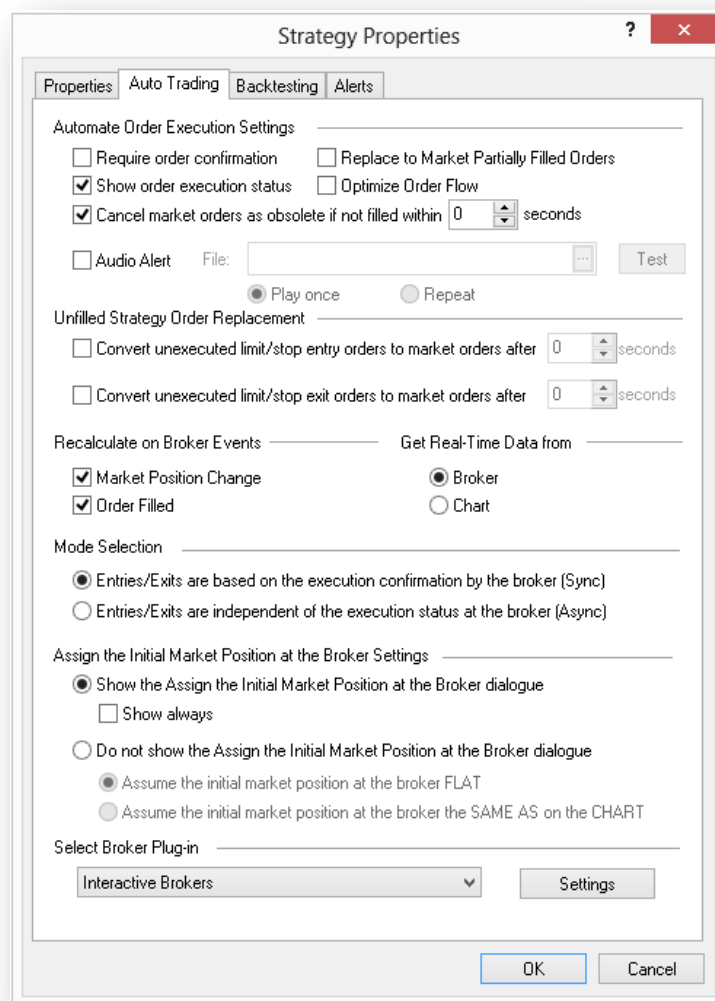 Strategy Properties
?
Properties Auto Trading Backtesting Alerts
Automate Order Execution Settings
Require order confirmation Replace to Market Partially Filled Orders
Show order execution status Optimize Order Flow
Cancel market orders as obsolete if not filled within 0 seconds
Audio Alert File: ... Test
Play once Repeat
Unfilled Strategy Order Replacement
Convert unexecuted limit/stop entry orders to market orders after 0 seconds
Convert unexecuted limit/stop exit orders to market orders after 0 seconds
Recalculate on Broker Events Get Real-Time Data from
Market Position Change Broker
Order Filled Chart
Mode Selection
Entries/Exits are based on the execution confirmation by the broker (Sync)
Entries/Exits are independent of the execution status at the broker (Async)
Assign the Initial Market Position at the Broker Settings
Show the Assign the Initial Market Position at the Broker dialogue
Show always
Do not show the Assign the Initial Market Position at the Broker dialogue
Assume the initial market position at the broker FLAT
Assume the initial market position at the broker the SAME AS on the CHART
Select Broker Plug-in
Interactive Brokers Settings
OK Cancel